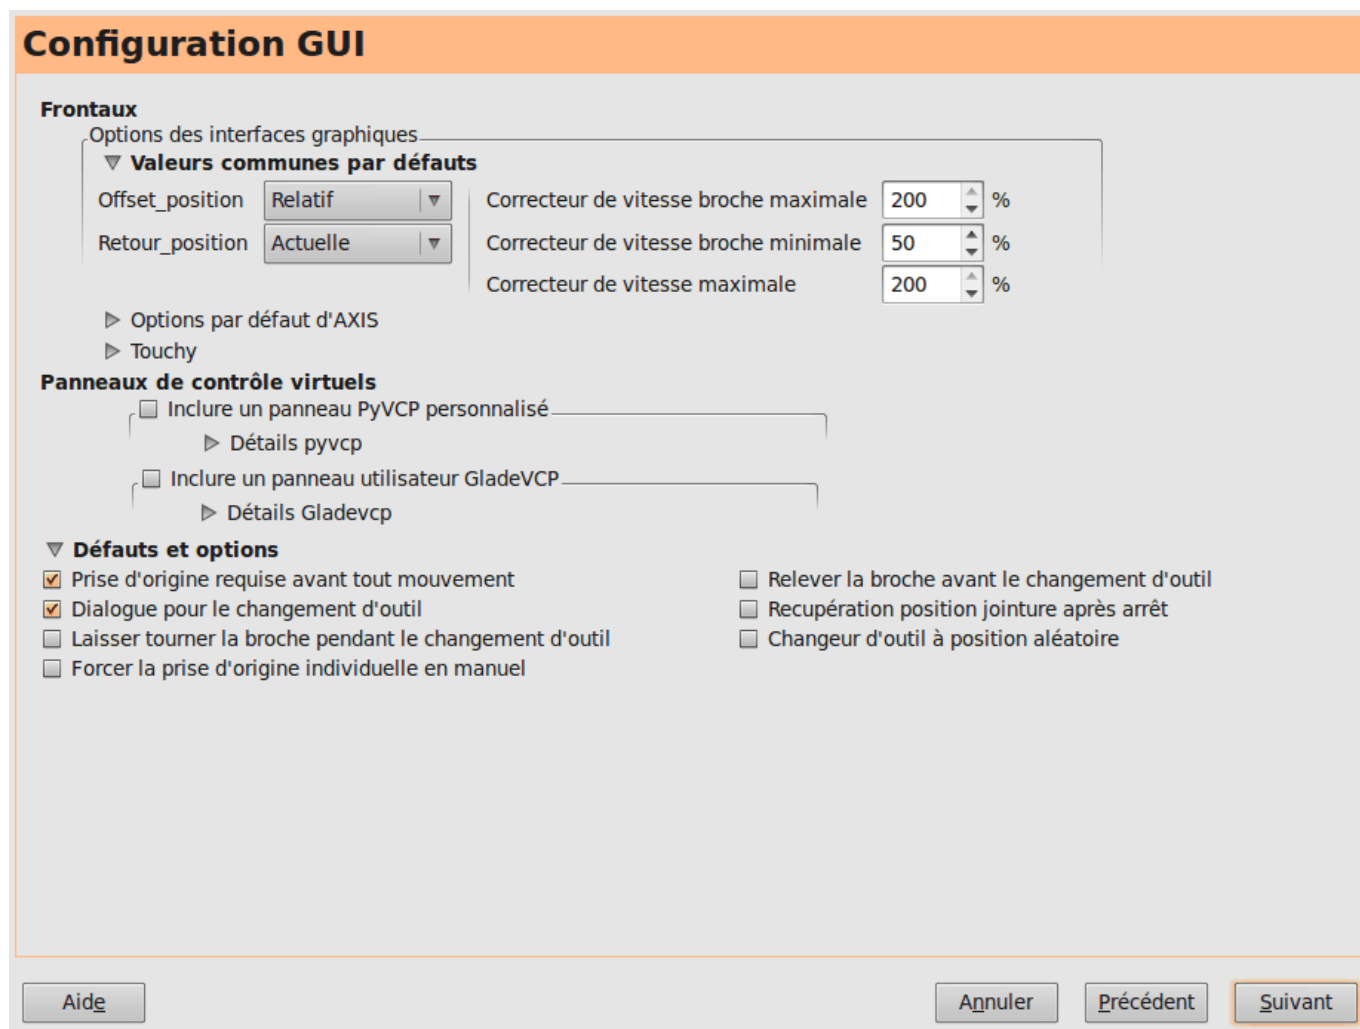 Configuration GUI
Frontaux
Options des interfaces graphiques
Valeurs communes par défauts
Offset_position Relatif Correcteur de vitesse broche maximale 200 %
Retour_position Actuelle Correcteur de vitesse broche minimale 50 %
Correcteur de vitesse maximale 200 %
Options par défaut d'AXIS
Touchy
Panneaux de contrôle virtuels
Inclure un panneau PyVCP personnalisé
Détails pyvcp
Inclure un panneau utilisateur GladeVCP
Détails Gladevcp
Défauts et options
Prise d'origine requise avant tout mouvement Relever la broche avant le changement d'outil
Dialogue pour le changement d'outil Recupération position jointure après arrêt
Laisser tourner la broche pendant le changement d'outil Changeur d'outil à position aléatoire
Forcer la prise d'origine individuelle en manuel
Aide Annuler Précédent Suivant